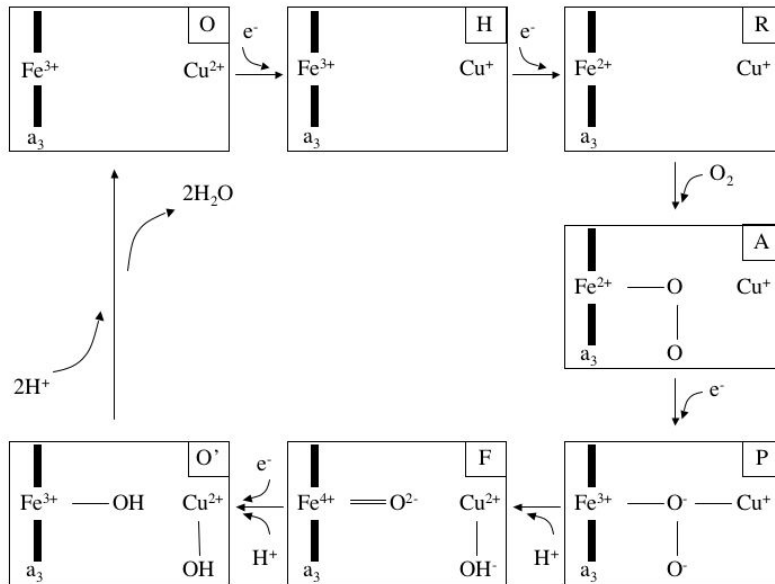 O
e⁻
H
e⁻
R
Fe³⁺ Cu²⁺
Fe³⁺ Cu⁺
Fe²⁺ Cu⁺
a₃
a₃
a₃
O₂
2H₂O
A
Fe²⁺ O Cu⁺
a₃ O
2H⁺
e⁻
O’
e⁻
F
P
Fe³⁺ OH Cu²⁺
Fe⁴⁺ O²⁻ Cu²⁺
Fe³⁺ O⁻ Cu⁺
H⁺
H⁺
a₃ OH
a₃ OH⁻
a₃ O⁻